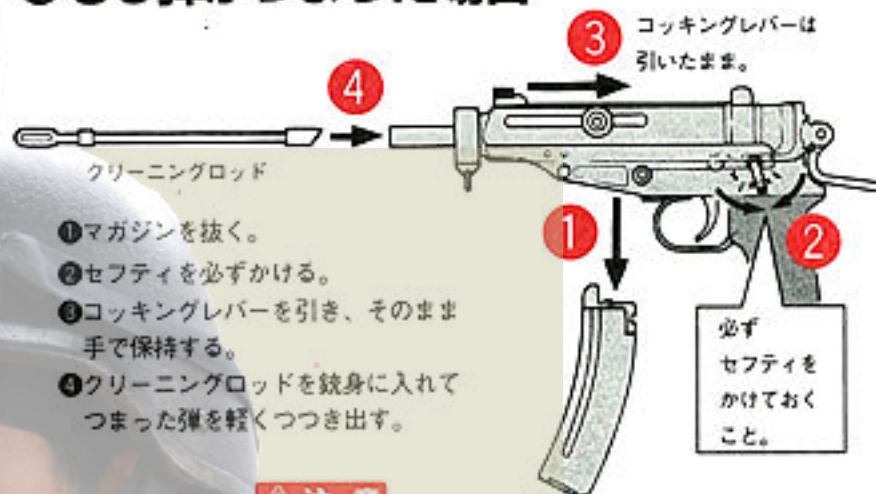 ❸
コッキングレバーは
引いたまま。
❹
クリーニングロッド
❶マガジンを抜く。
❷セフティを必ずかける。
❸コッキングレバーを引き、そのまま
手で保持する。
❹クリーニングロッドを銃身に入れて
つまった弾を軽くつつき出す。
❶
❷
必ず
セフティを
かけておく
こと。